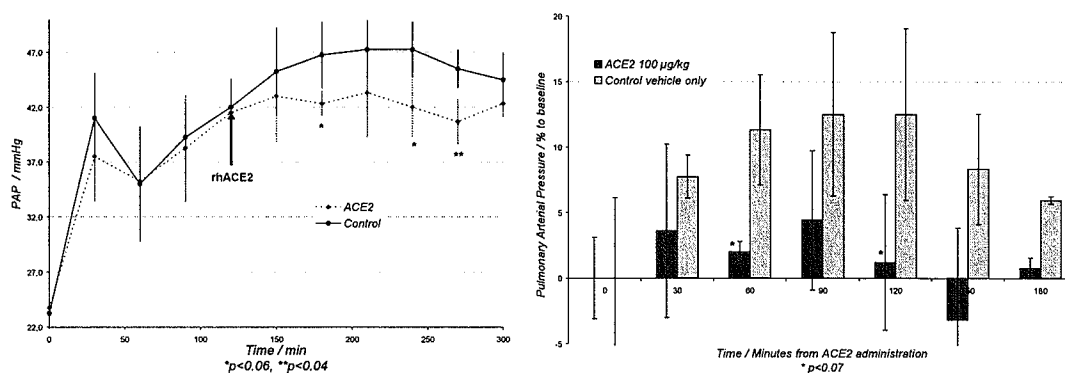 PAP / mmHg
47,0
42,0
37,0
32,0
27,0
22,0
rhACE2
*
*
**
ACE2
Control
0
50
100
150
200
250
300
Time / min
*p<0.06, **p<0.04
Pulmonary Arterial Pressure / % to baseline
20
15
10
5
0
-5
ACE2 100 µg/kg
Control vehicle only
*
*
0
30
60
90
120
180
Time / Minutes from ACE2 administration
* p<0.07